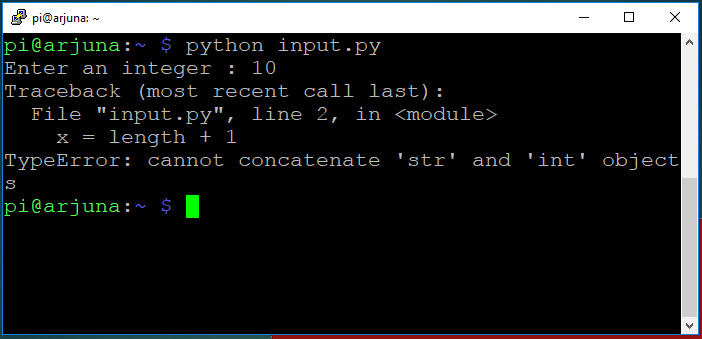 pi@arjuna: ~
pi@arjuna:~ $ python input.py
Enter an integer : 10
Traceback (most recent call last):
  File "input.py", line 2, in <module>
    x = length + 1
TypeError: cannot concatenate 'str' and 'int' object
s
pi@arjuna:~ $